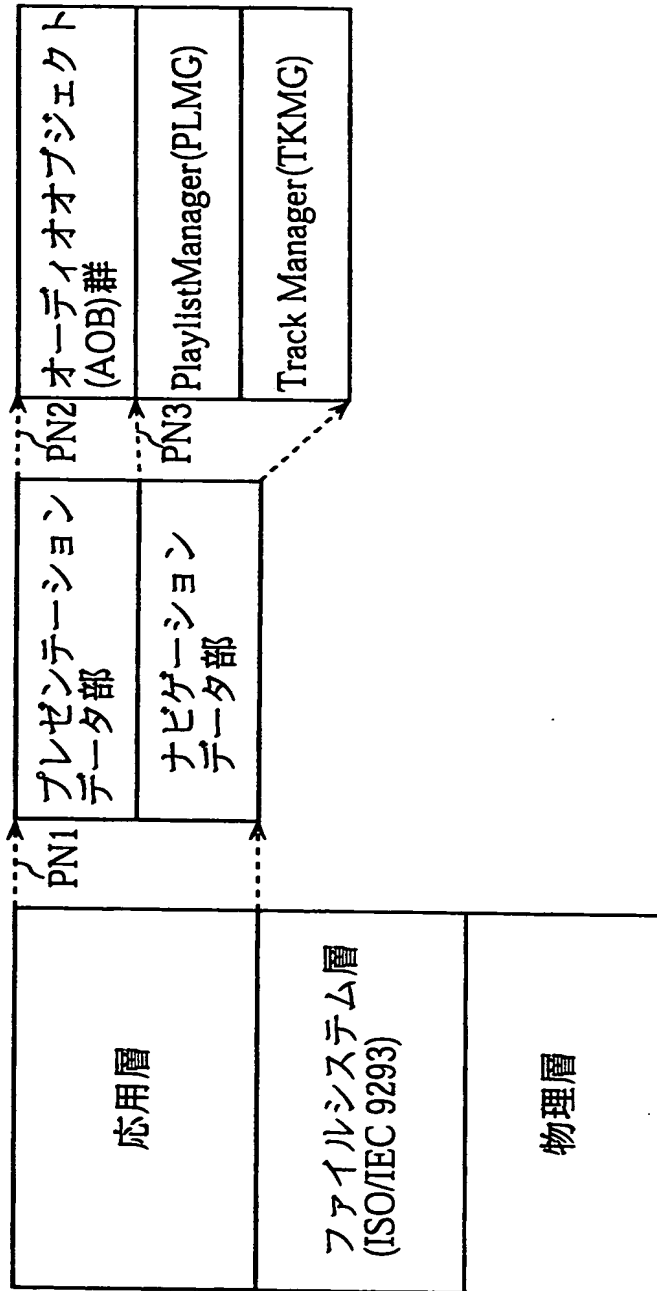 応用層
ファイルシステム層
(ISO/IEC 9293)
物理層
PN1
プレゼンテーション
データ部
ナビゲーション
データ部
PN2
オーディオオブジェクト
(AOB)群
PN3
PlaylistManager(PLMG)
Track Manager(TKMG)